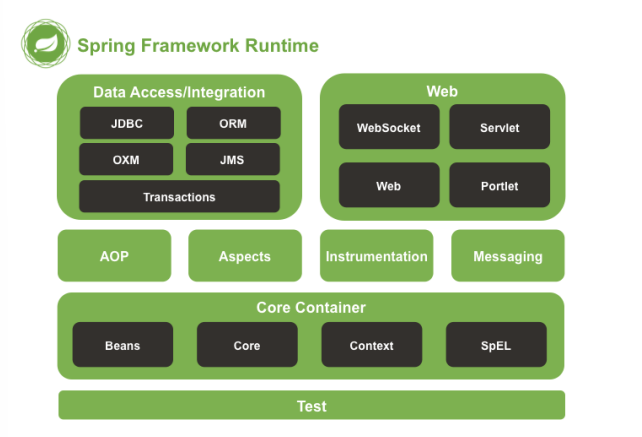 Spring Framework Runtime
Data Access/Integration
JDBC
ORM
OXM
JMS
Transactions
Web
WebSocket
Servlet
Web
Portlet
AOP
Aspects
Instrumentation
Messaging
Core Container
Beans
Core
Context
SpEL
Test